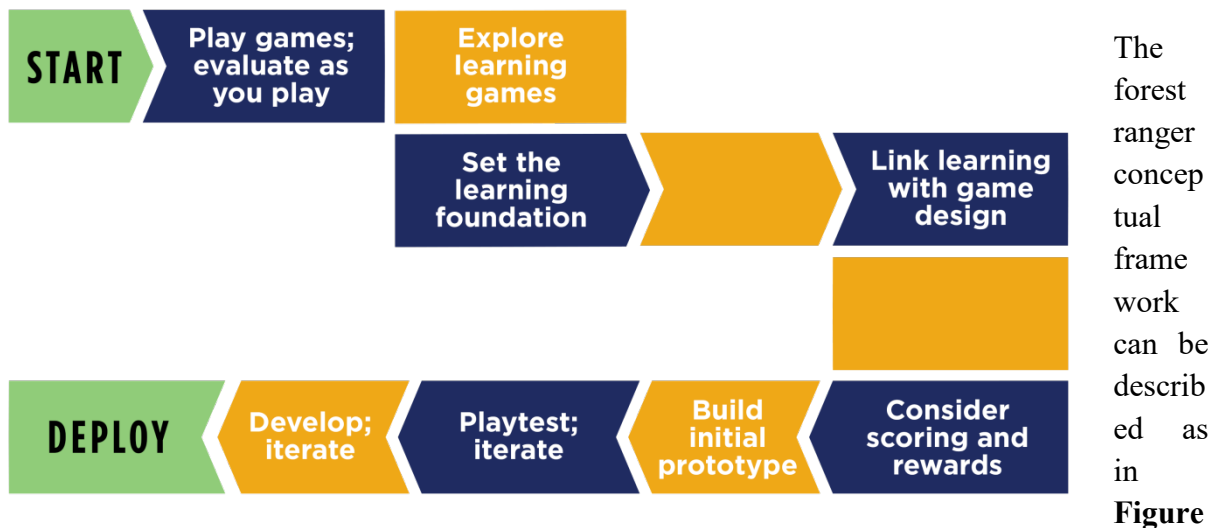 START
Play games;
evaluate as
you play
Explore
learning
games
Set the
learning
foundation
Link learning
with game
design
Consider
scoring and
rewards
Build
initial
prototype
Playtest;
iterate
Develop;
iterate
DEPLOY
The
forest
ranger
concep
tual
frame
work
can be
describ
ed as
in
Figure